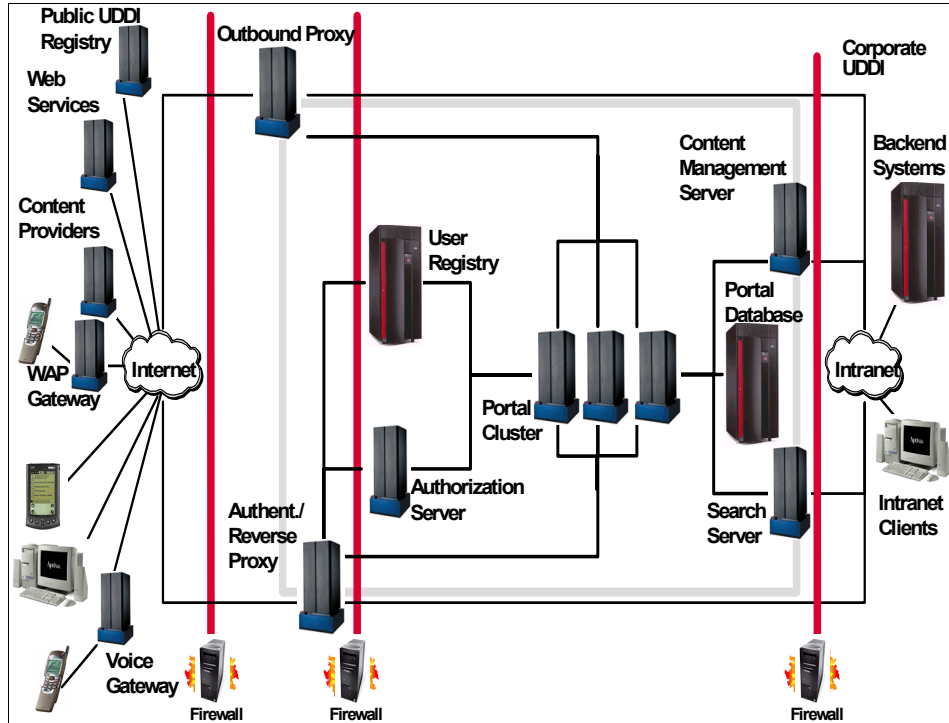 Public UDDI
Registry
Outbound Proxy
Corporate
UDDI
Web
Services
Content
Management
Server
Backend
Systems
Content
Providers
User
Registry
Portal
Database
Internet
Intranet
WAP
Gateway
Portal
Cluster
Authorization
Server
Authent./
Reverse
Proxy
Search
Server
Intranet
Clients
Aptiva
Aptiva
Voice
Gateway
Firewall
Firewall
Firewall